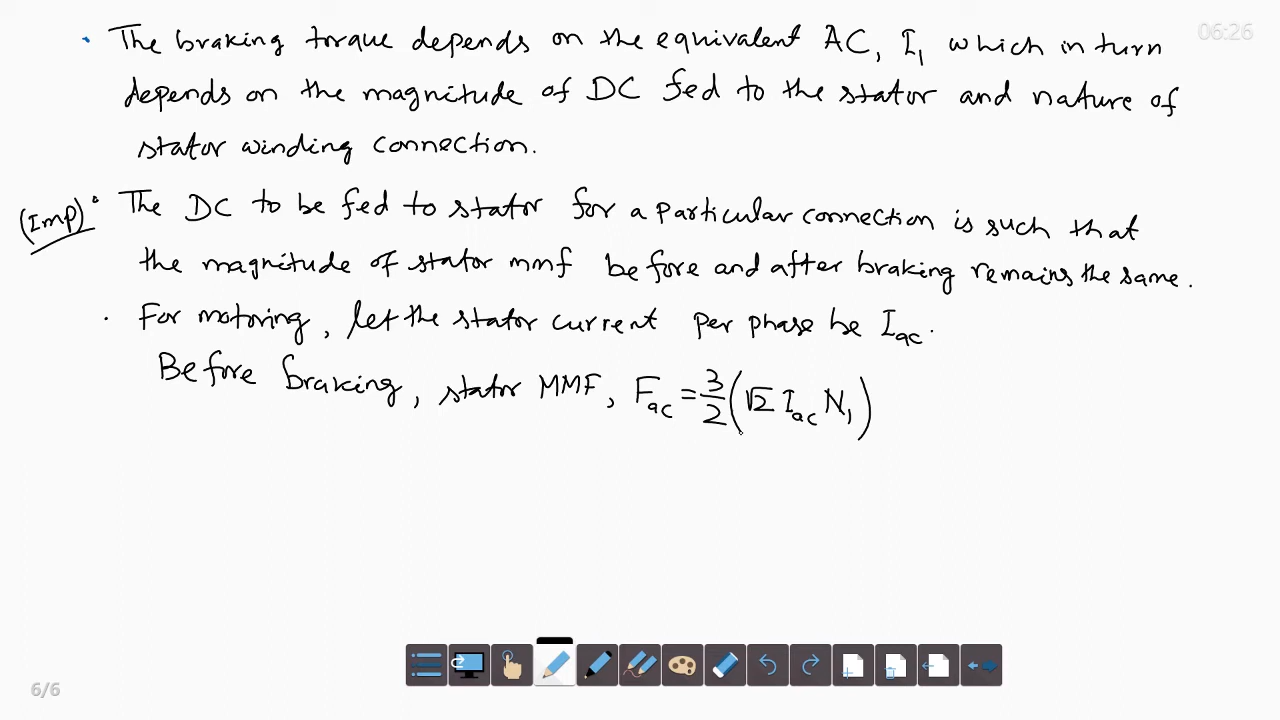 06:26
• The braking torque depends on the equivalent AC, I₁ which in turn
depends on the magnitude of DC fed to the stator and nature of
stator winding connection.
(Imp) • The DC to be fed to stator for a particular connection is such that
the magnitude of stator mmf before and after braking remains the same.
• For motoring, let the stator current per phase be I_ac.
Before braking, stator MMF, F_ac = 3/2 (√2 I_ac N₁)
6/6